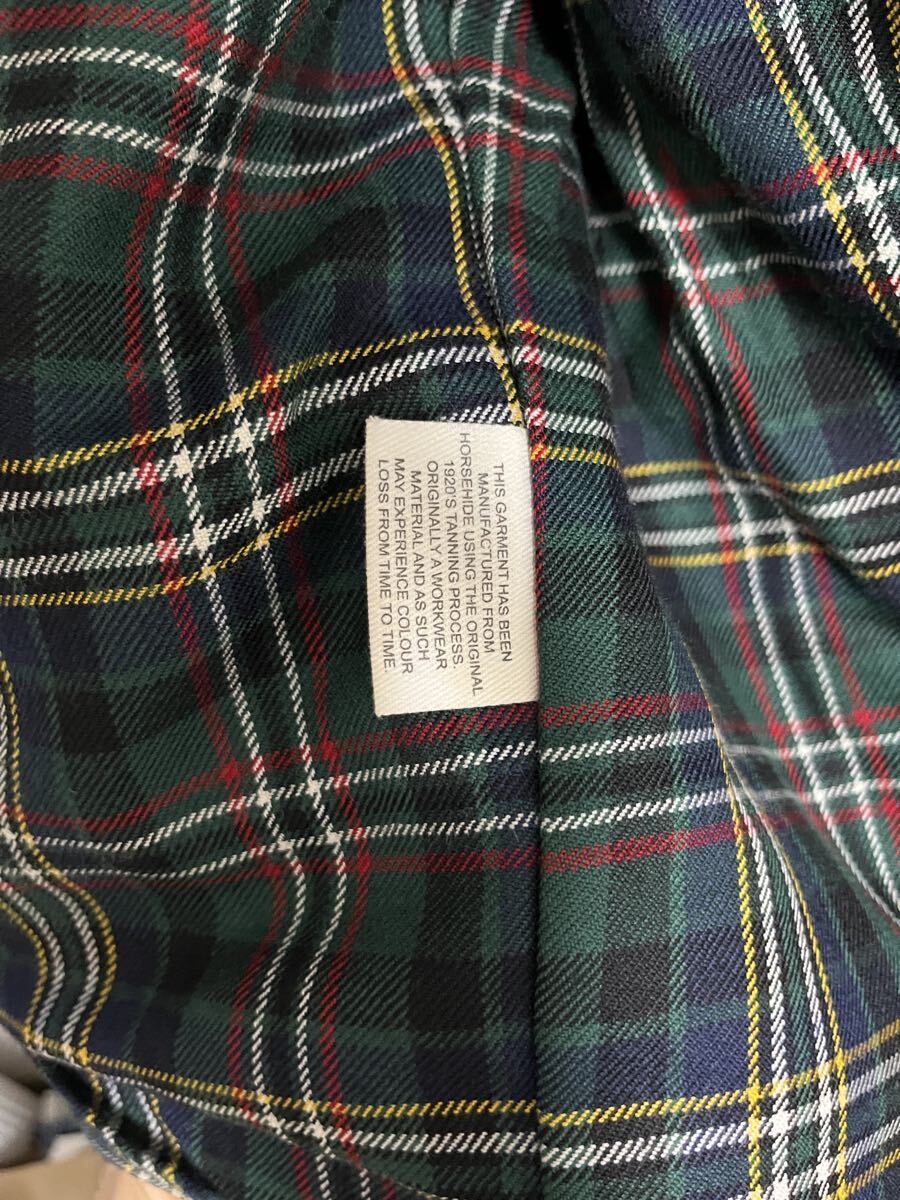 THIS GARMENT HAS BEEN
MANUFACTURED FROM
HORSEHIDE USING THE ORIGINAL
1920'S TANNING PROCESS.
ORIGINALLY A WORKWEAR
MATERIAL AND AS SUCH
MAY EXPERIENCE COLOUR
LOSS FROM TIME TO TIME.